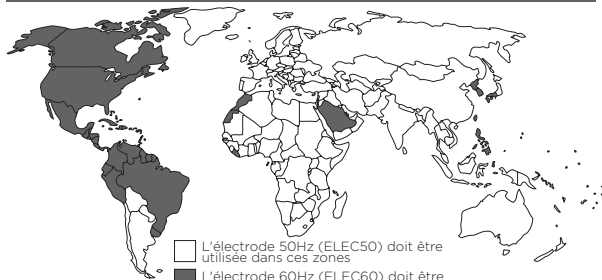 L'électrode 50Hz (ELEC50) doit être
utilisée dans ces zones
L'électrode 60Hz (ELEC60) doit être